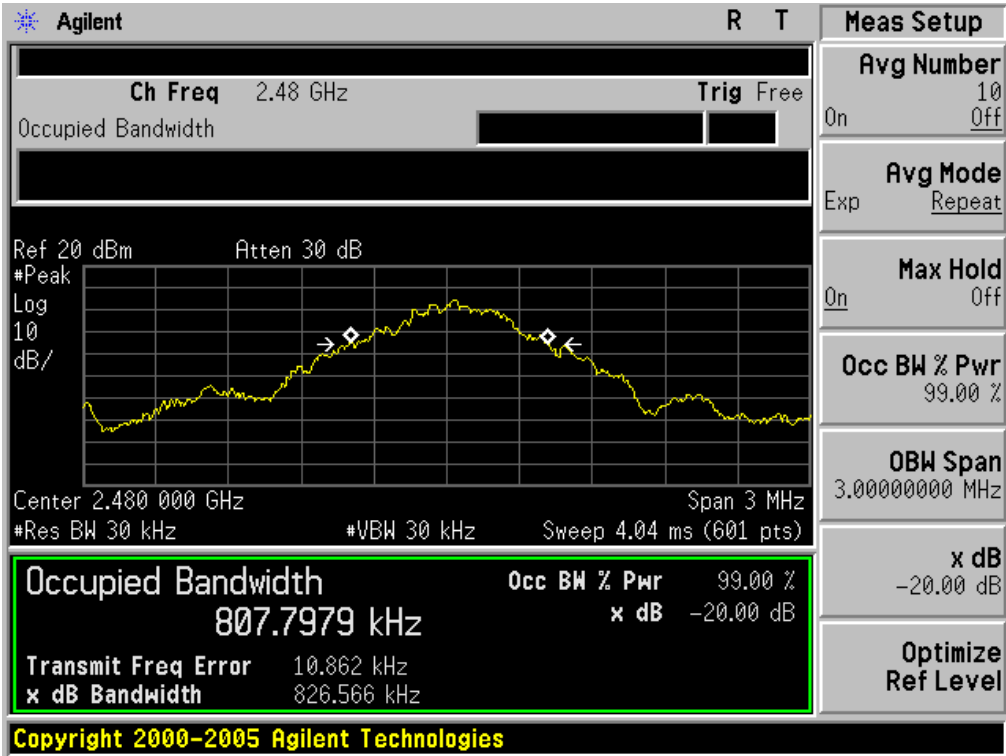 Agilent R T
Ch Freq 2.48 GHz Trig Free
Occupied Bandwidth
Ref 20 dBm Atten 30 dB
#Peak
Log
10
dB/
Center 2.480 000 GHz Span 3 MHz
#Res BW 30 kHz #VBW 30 kHz Sweep 4.04 ms (601 pts)
Occupied Bandwidth
807.7979 kHz
Occ BW % Pwr 99.00 %
x dB -20.00 dB
Transmit Freq Error 10.862 kHz
x dB Bandwidth 826.566 kHz
Meas Setup
Avg Number
10
On Off
Avg Mode
Exp Repeat
Max Hold
On Off
Occ BW % Pwr
99.00 %
OBW Span
3.00000000 MHz
x dB
-20.00 dB
Optimize
Ref Level
Copyright 2000-2005 Agilent Technologies